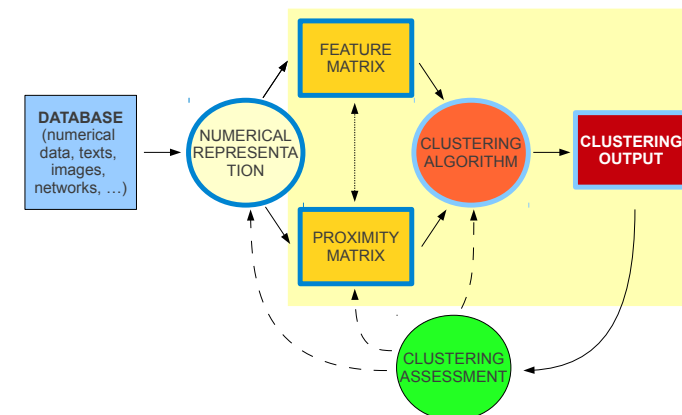 DATABASE
(numerical
data, texts,
images,
networks, …)
NUMERICAL
REPRESENTA
TION
FEATURE
MATRIX
PROXIMITY
MATRIX
CLUSTERING
ALGORITHM
CLUSTERING
OUTPUT
CLUSTERING
ASSESSMENT